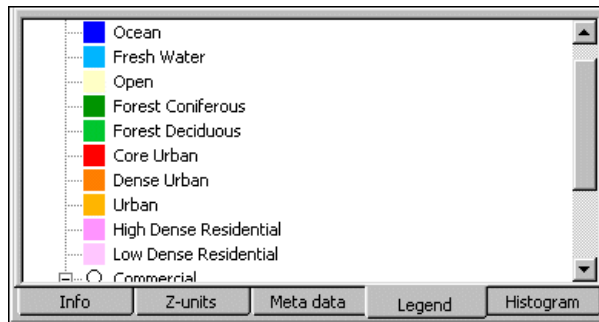 Ocean
Fresh Water
Open
Forest Coniferous
Forest Deciduous
Core Urban
Dense Urban
Urban
High Dense Residential
Low Dense Residential
Commercial
Info Z-units Meta data Legend Histogram